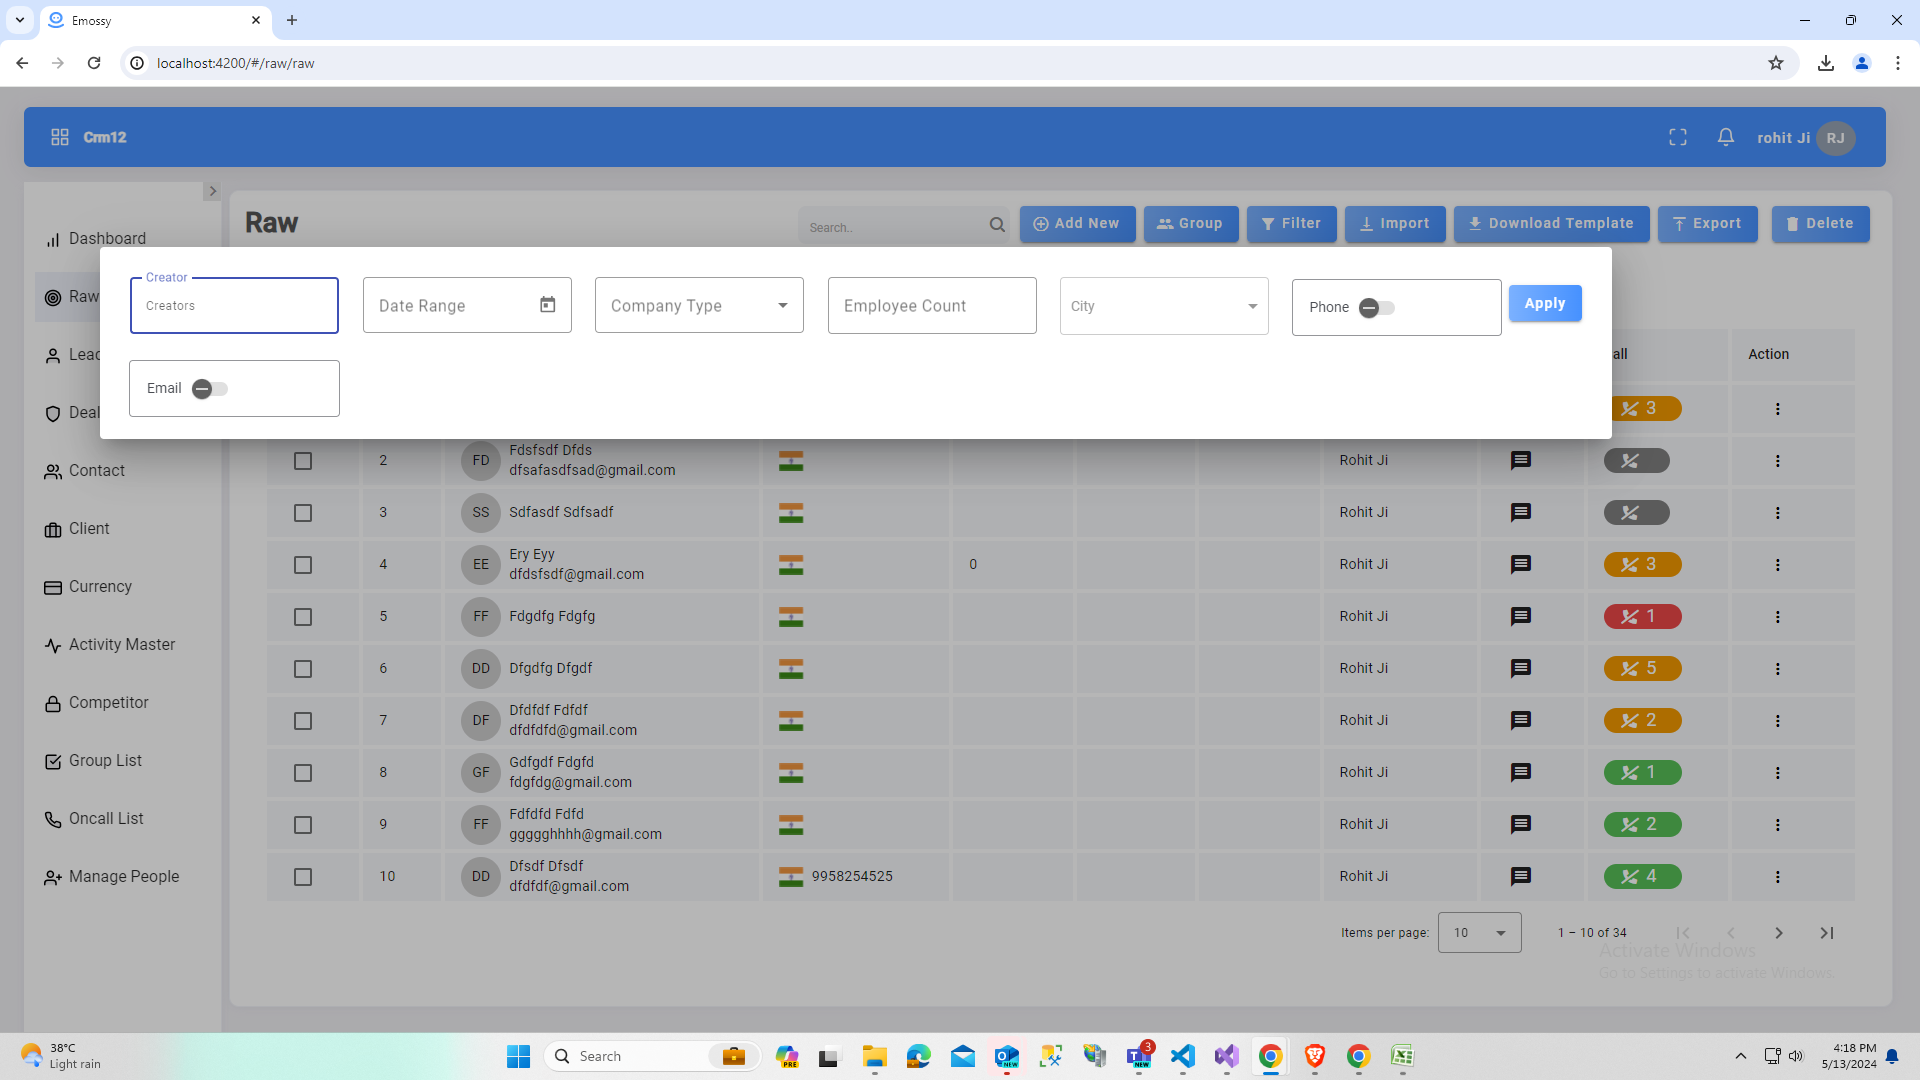 Emossy
localhost:4200/#/raw/raw
Crm12
rohit Ji RJ
Raw
Search..
Add New
Group
Filter
Import
Download Template
Export
Delete
Dashboard
Raw
Lead
Deal
Contact
Client
Currency
Activity Master
Competitor
Group List
Oncall List
Manage People
Creator
Creators
Date Range
Company Type
Employee Count
City
Phone
Apply
Email
all Action
3
2 FD Fdsfsdf Dfds
dfsafasdfsad@gmail.com
Rohit Ji
3 SS Sdfasdf Sdfsadf Rohit Ji
4 EE Ery Eyy
dfdsfsdf@gmail.com
0 Rohit Ji 3
5 FF Fdgdfg Fdgfg Rohit Ji 1
6 DD Dfgdfg Dfgdf Rohit Ji 5
7 DF Dfdfdf Fdfdf
dfdfdfd@gmail.com
Rohit Ji 2
8 GF Gdfgdf Fdgfd
fdgfdg@gmail.com
Rohit Ji 1
9 FF Fdfdfd Fdfd
gggggghhhh@gmail.com
Rohit Ji 2
10 DD Dfsdf Dfsdf
dfdfdf@gmail.com
9958254525 Rohit Ji 4
Items per page: 10 1 – 10 of 34
Activate Windows
Go to Settings to activate Windows.
38°C
Light rain
Search
PRE
NEW
3
NEW
4:18 PM
5/13/2024